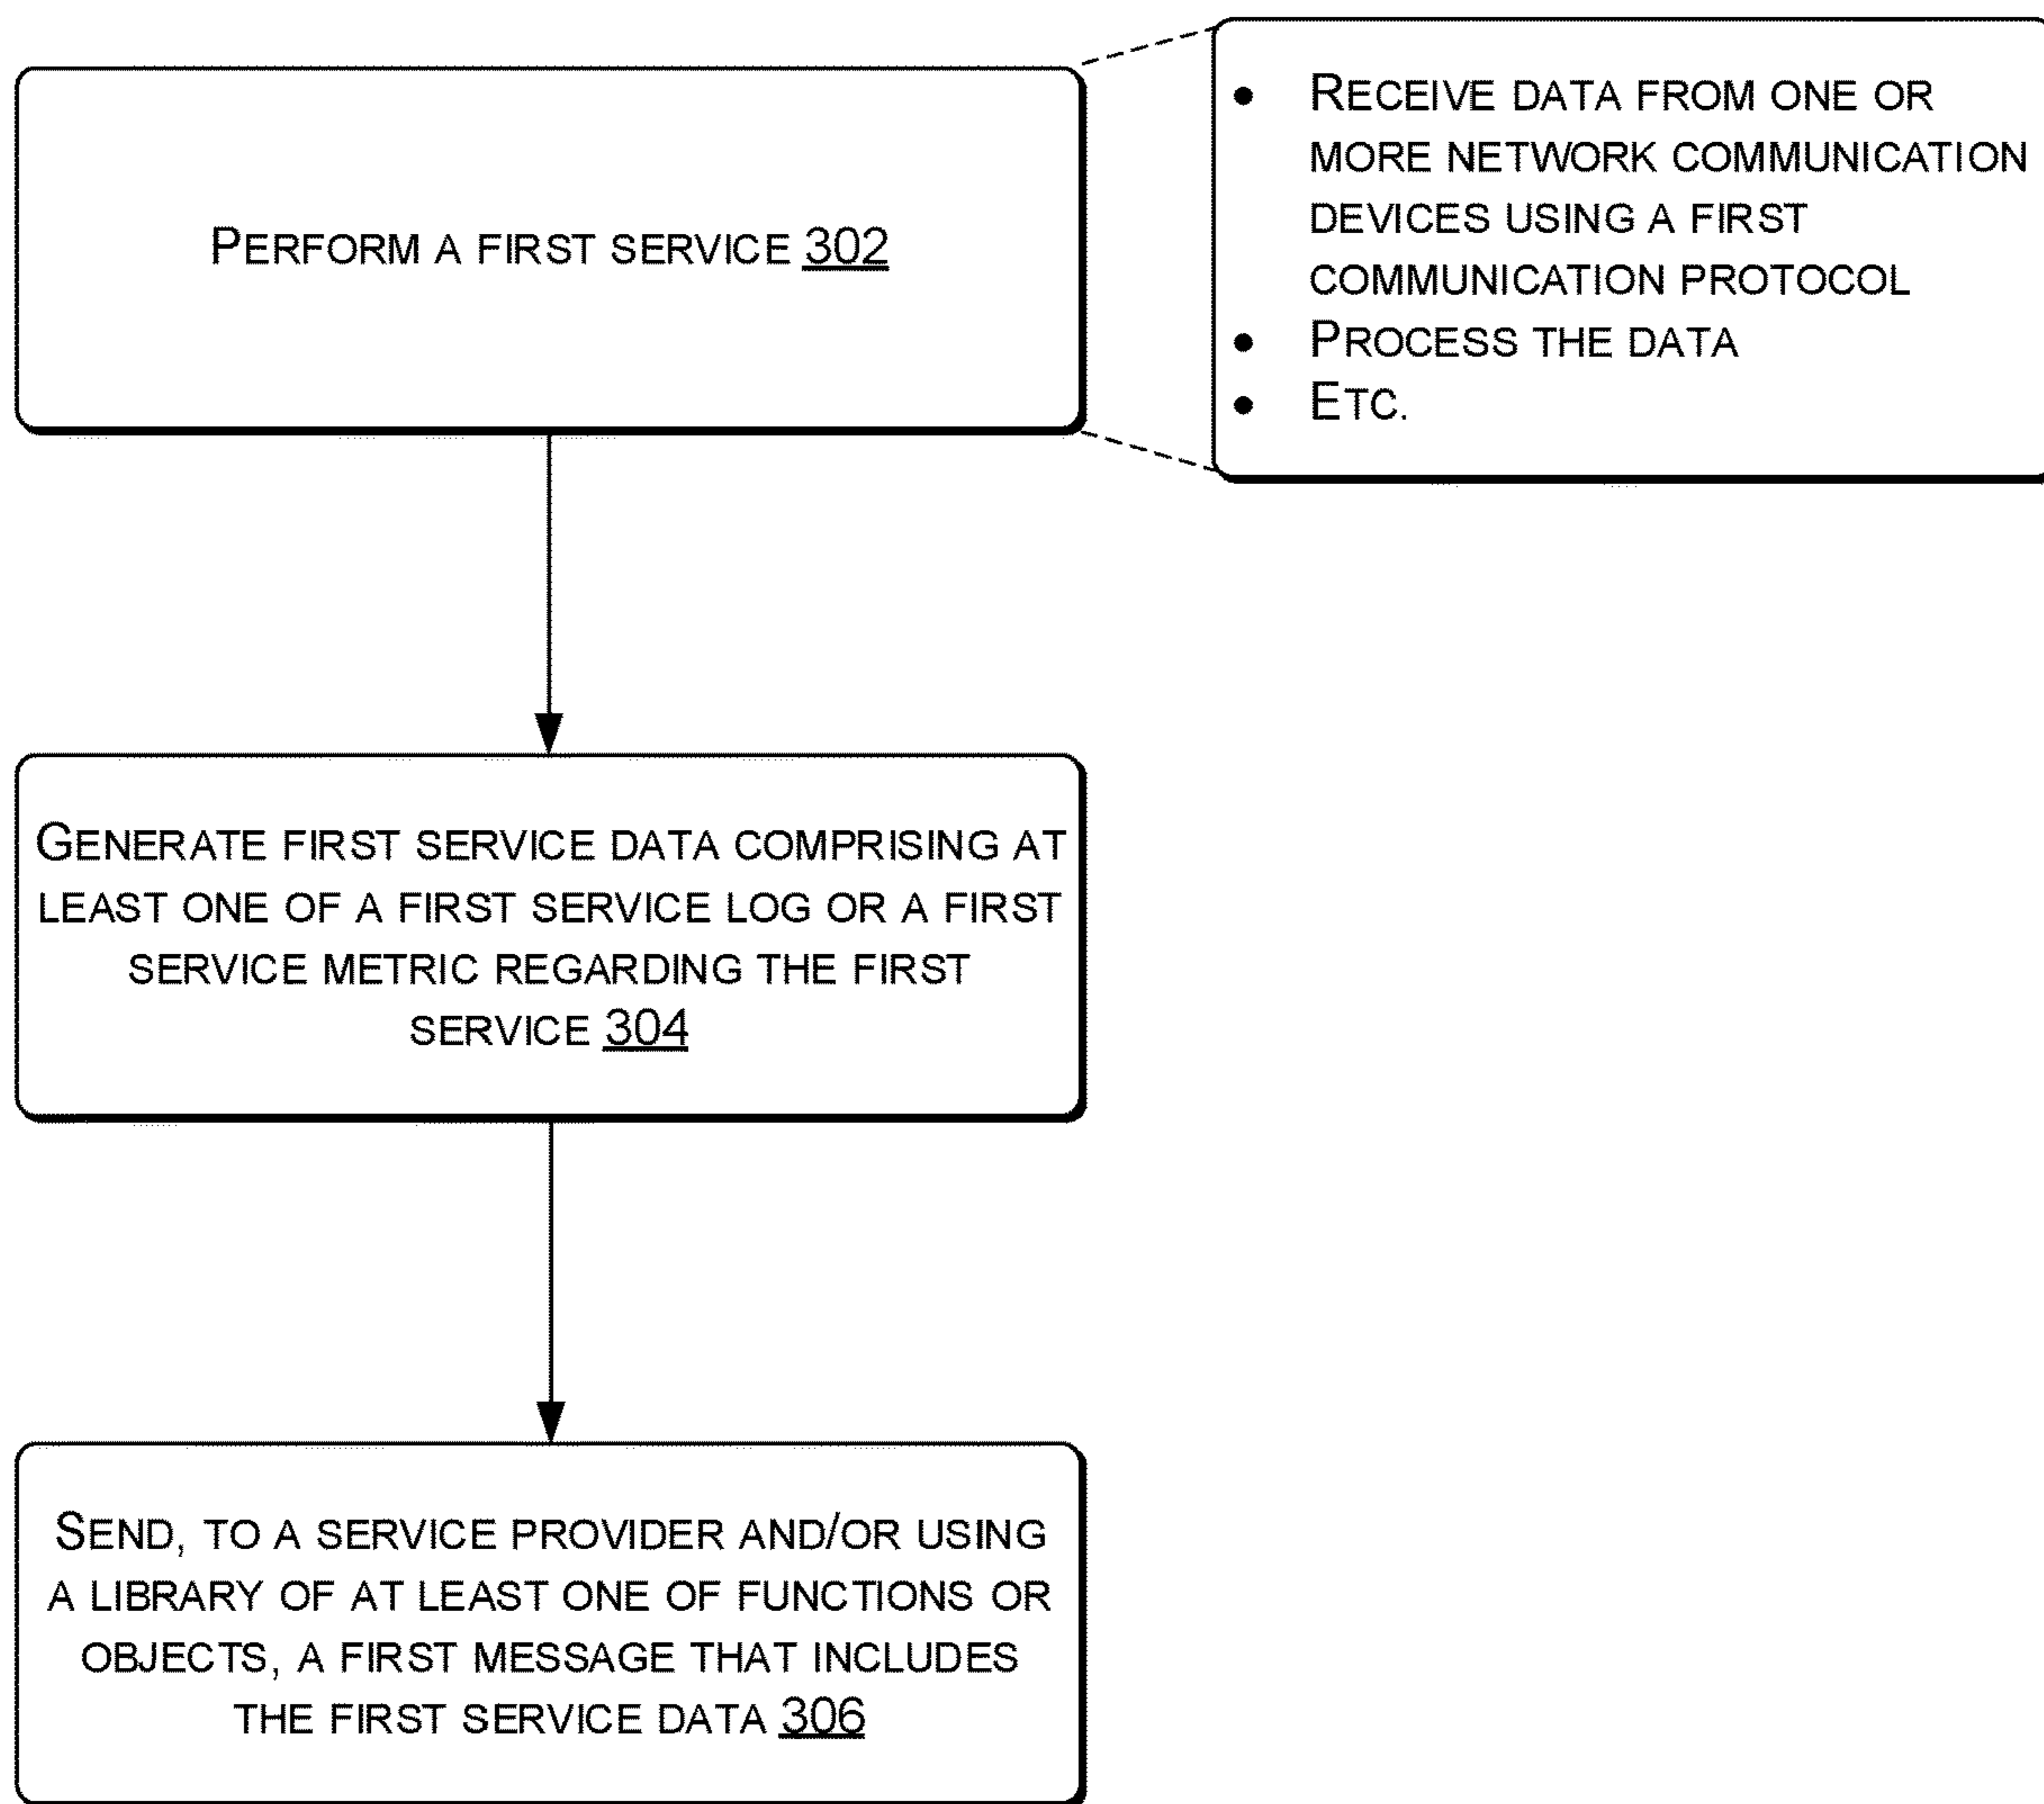 PERFORM A FIRST SERVICE 302
• RECEIVE DATA FROM ONE OR
MORE NETWORK COMMUNICATION
DEVICES USING A FIRST
COMMUNICATION PROTOCOL
• PROCESS THE DATA
• ETC.
GENERATE FIRST SERVICE DATA COMPRISING AT
LEAST ONE OF A FIRST SERVICE LOG OR A FIRST
SERVICE METRIC REGARDING THE FIRST
SERVICE 304
SEND, TO A SERVICE PROVIDER AND/OR USING
A LIBRARY OF AT LEAST ONE OF FUNCTIONS OR
OBJECTS, A FIRST MESSAGE THAT INCLUDES
THE FIRST SERVICE DATA 306